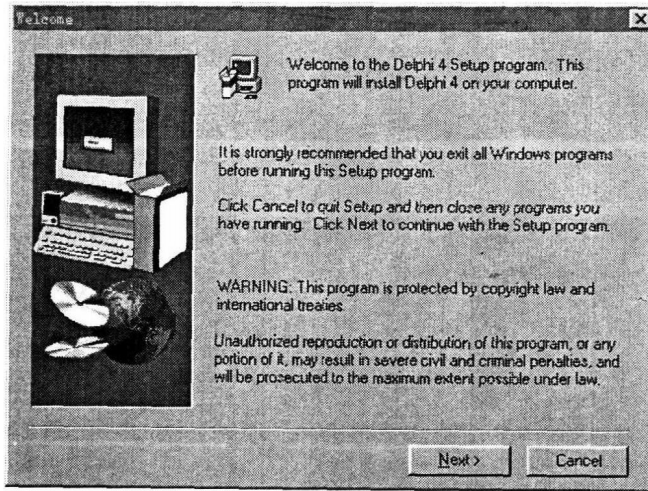 Welcome
Welcome to the Delphi 4 Setup program. This
program will install Delphi 4 on your computer.
It is strongly recommended that you exit all Windows programs
before running this Setup program.
Click Cancel to quit Setup and then close any programs you
have running. Click Next to continue with the Setup program.
WARNING: This program is protected by copyright law and
international treaties.
Unauthorized reproduction or distribution of this program, or any
portion of it, may result in severe civil and criminal penalties, and
will be prosecuted to the maximum extent possible under law.
Next >
Cancel